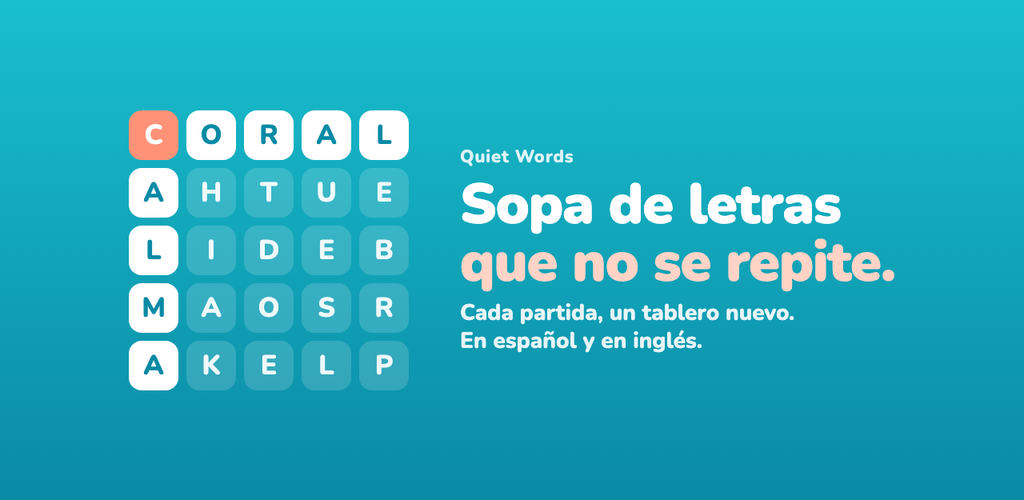 C O R A L
A H T U E
L I D E B
M A O S R
A K E L P
Quiet Words
Sopa de letras
que no se repite.
Cada partida, un tablero nuevo.
En español y en inglés.